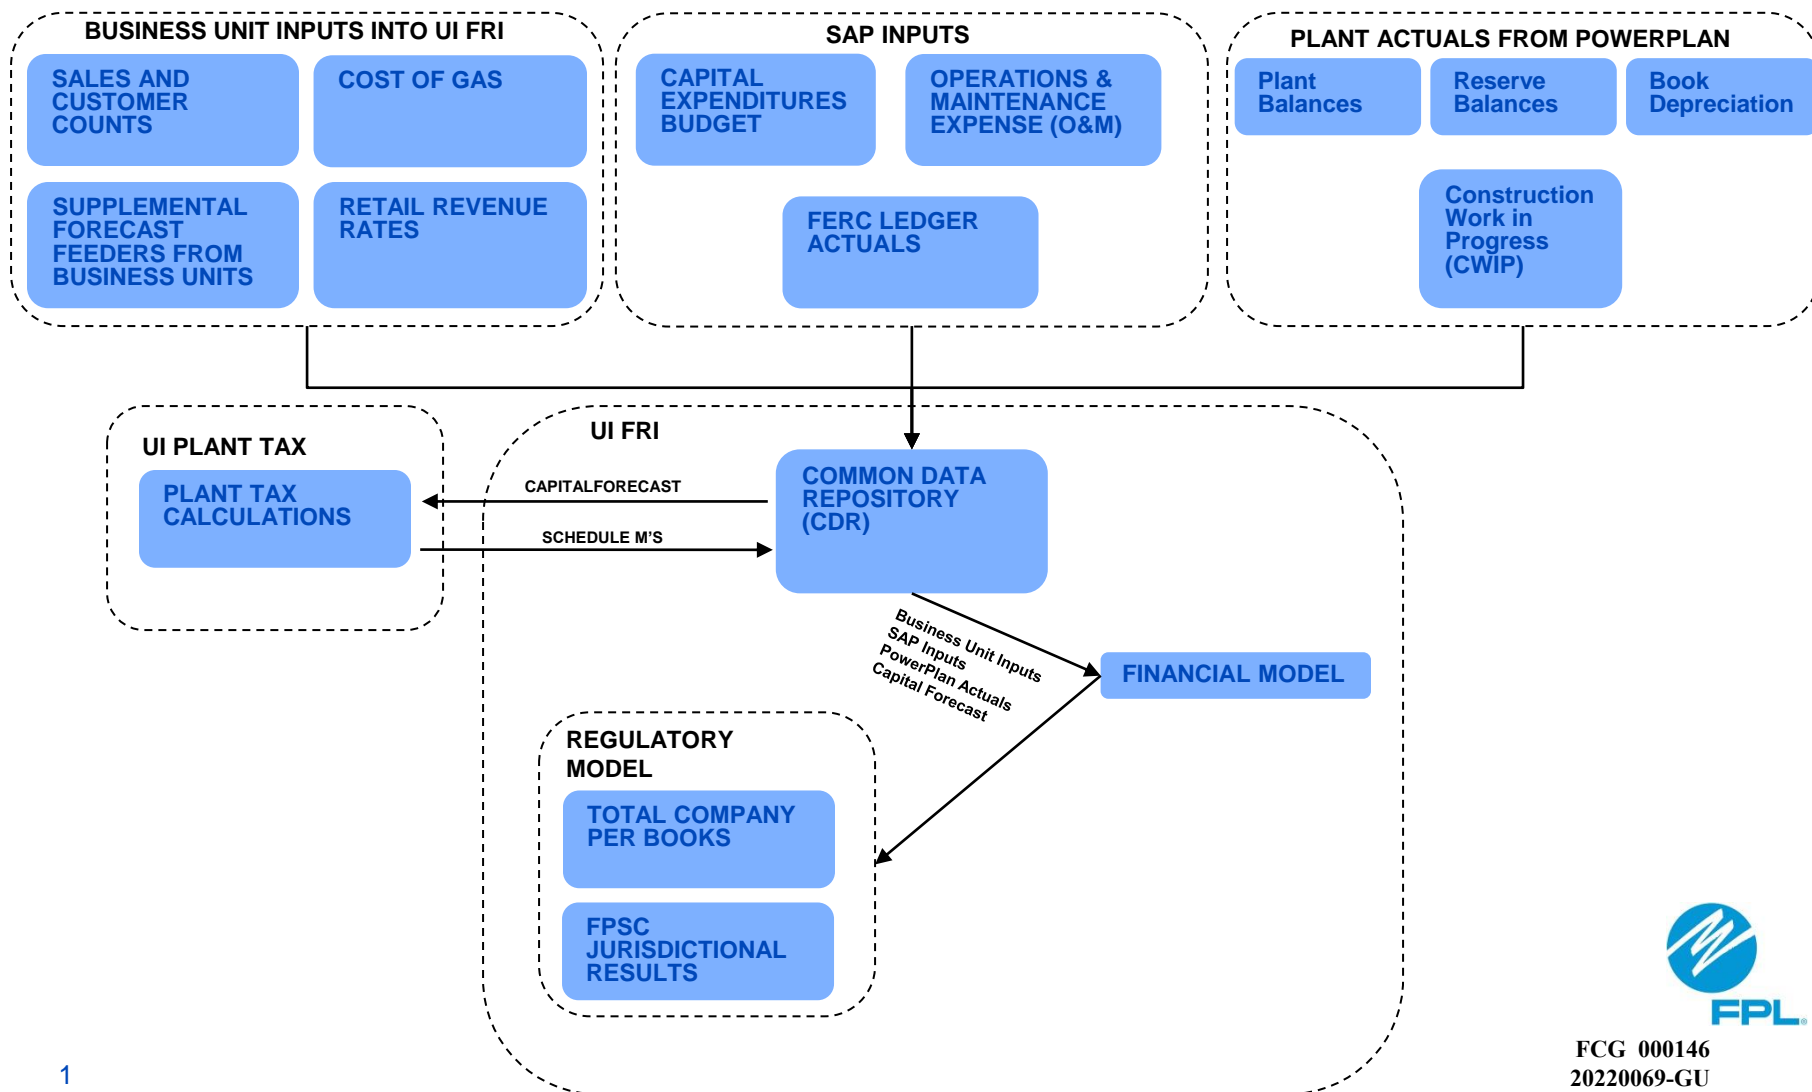 BUSINESS UNIT INPUTS INTO UI FRI
SALES AND
CUSTOMER
COUNTS
COST OF GAS
SUPPLEMENTAL
FORECAST
FEEDERS FROM
BUSINESS UNITS
RETAIL REVENUE
RATES
SAP INPUTS
CAPITAL
EXPENDITURES
BUDGET
OPERATIONS &
MAINTENANCE
EXPENSE (O&M)
FERC LEDGER
ACTUALS
PLANT ACTUALS FROM POWERPLAN
Plant
Balances
Reserve
Balances
Book
Depreciation
Construction
Work in
Progress
(CWIP)
UI PLANT TAX
PLANT TAX
CALCULATIONS
CAPITALFORECAST
SCHEDULE M'S
UI FRI
COMMON DATA
REPOSITORY
(CDR)
Business Unit Inputs
SAP Inputs
PowerPlan Actuals
Capital Forecast
FINANCIAL MODEL
REGULATORY
MODEL
TOTAL COMPANY
PER BOOKS
FPSC
JURISDICTIONAL
RESULTS
FPL®
FCG 000146
20220069-GU
1